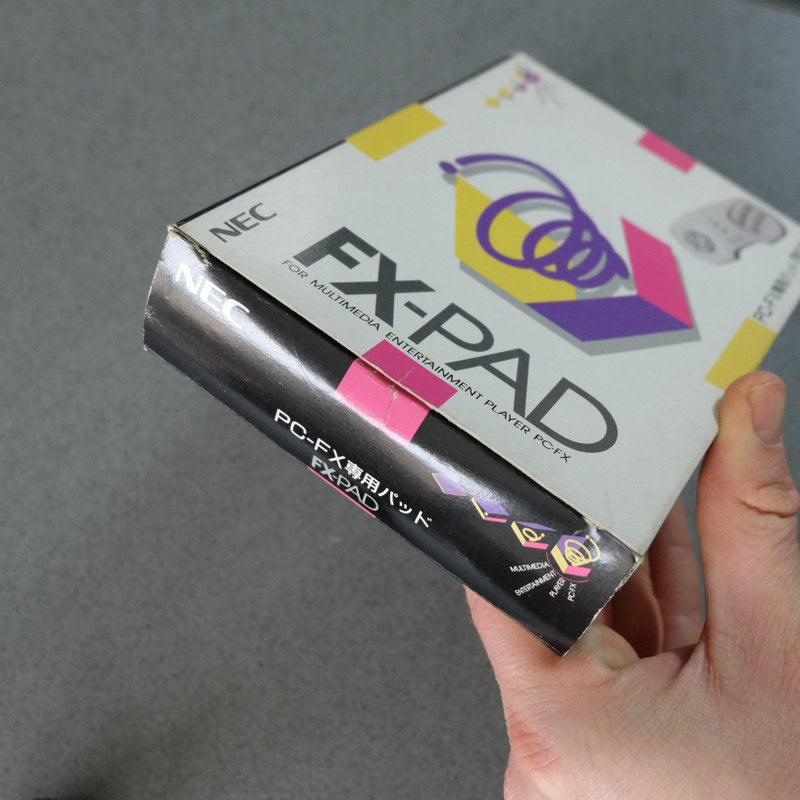 NEC
FX-PAD
FOR MULTIMEDIA ENTERTAINMENT PLAYER PC-FX
NEC
PC-FX専用パッド
FX-PAD
MULTIMEDIA
ENTERTAINMENT
PLAYER
PC-FX